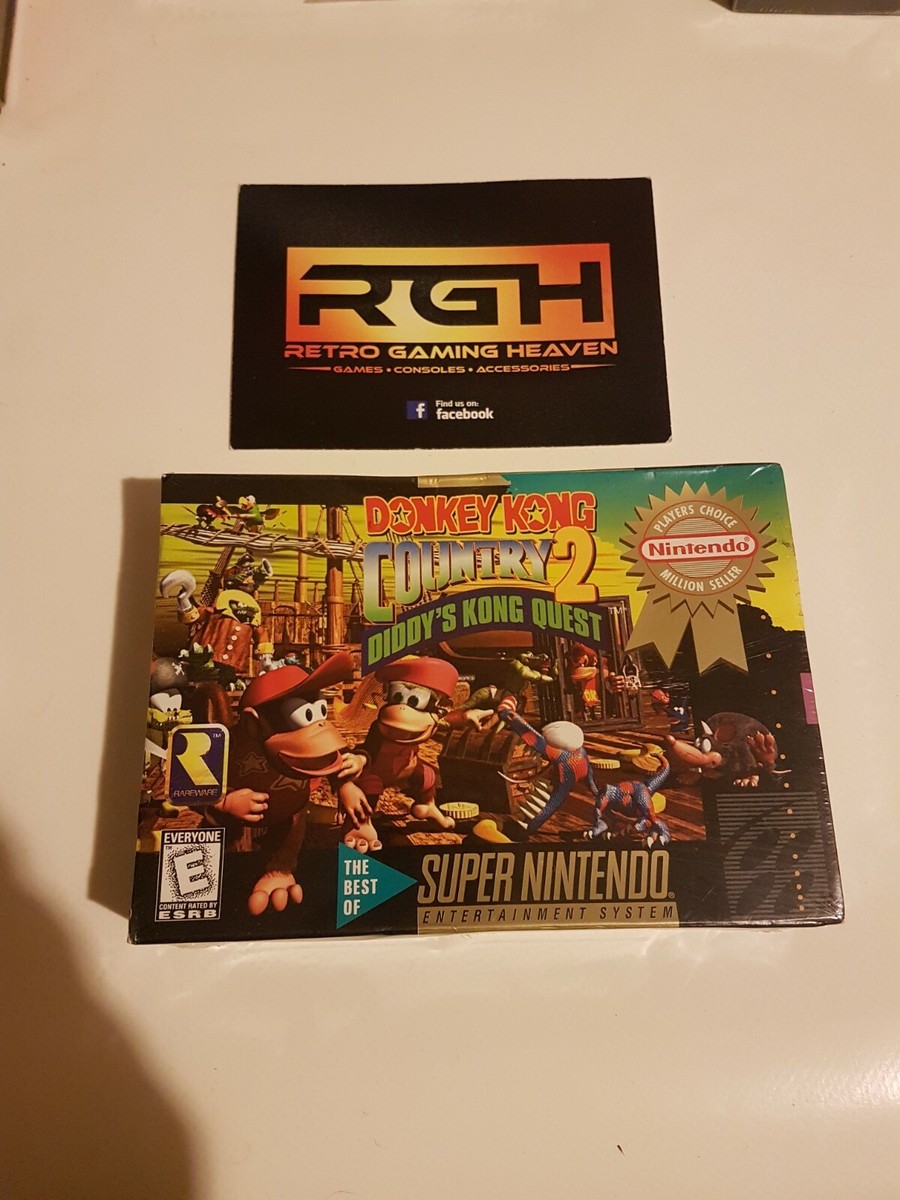 RGH
RETRO GAMING HEAVEN
GAMES • CONSOLES • ACCESSORIES
f Find us on:
facebook
DONKEY KONG
COUNTRY 2
DIDDY'S KONG QUEST
PLAYERS CHOICE
Nintendo®
MILLION SELLER
R™
RAREWARE
EVERYONE
E
CONTENT RATED BY
ESRB
THE
BEST
OF
SUPER NINTENDO®
ENTERTAINMENT SYSTEM